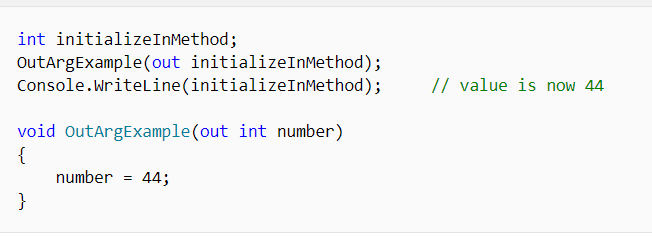 int initializeInMethod;
OutArgExample(out initializeInMethod);
Console.WriteLine(initializeInMethod);     // value is now 44

void OutArgExample(out int number)
{
    number = 44;
}